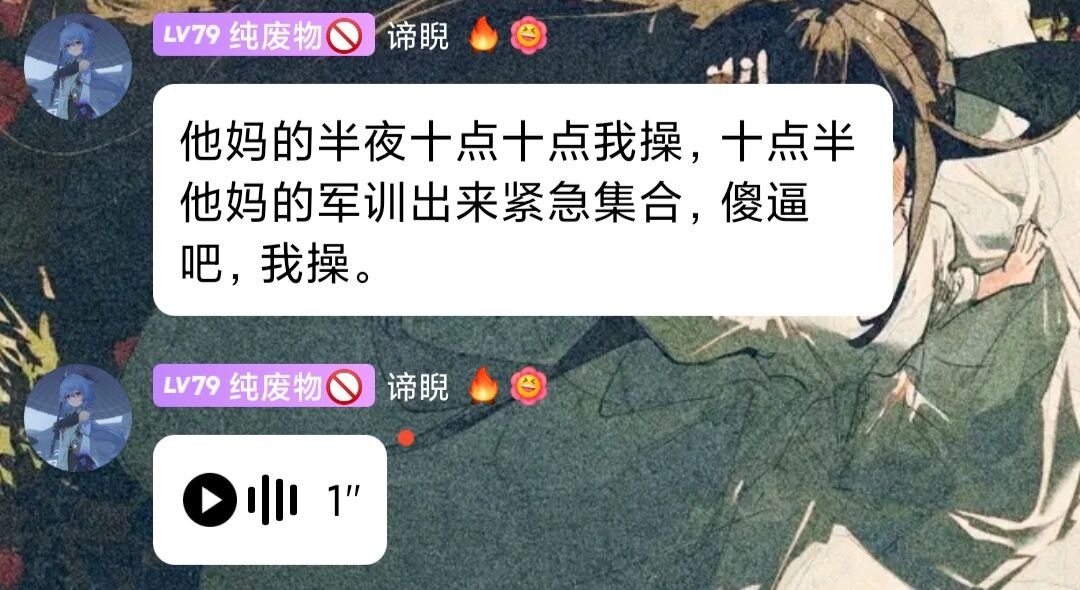 LV79 纯废物🚫 谛睨 🔥
他妈的半夜十点十点我操，十点半
他妈的军训出来紧急集合，傻逼
吧，我操。
LV79 纯废物🚫 谛睨 🔥
1″